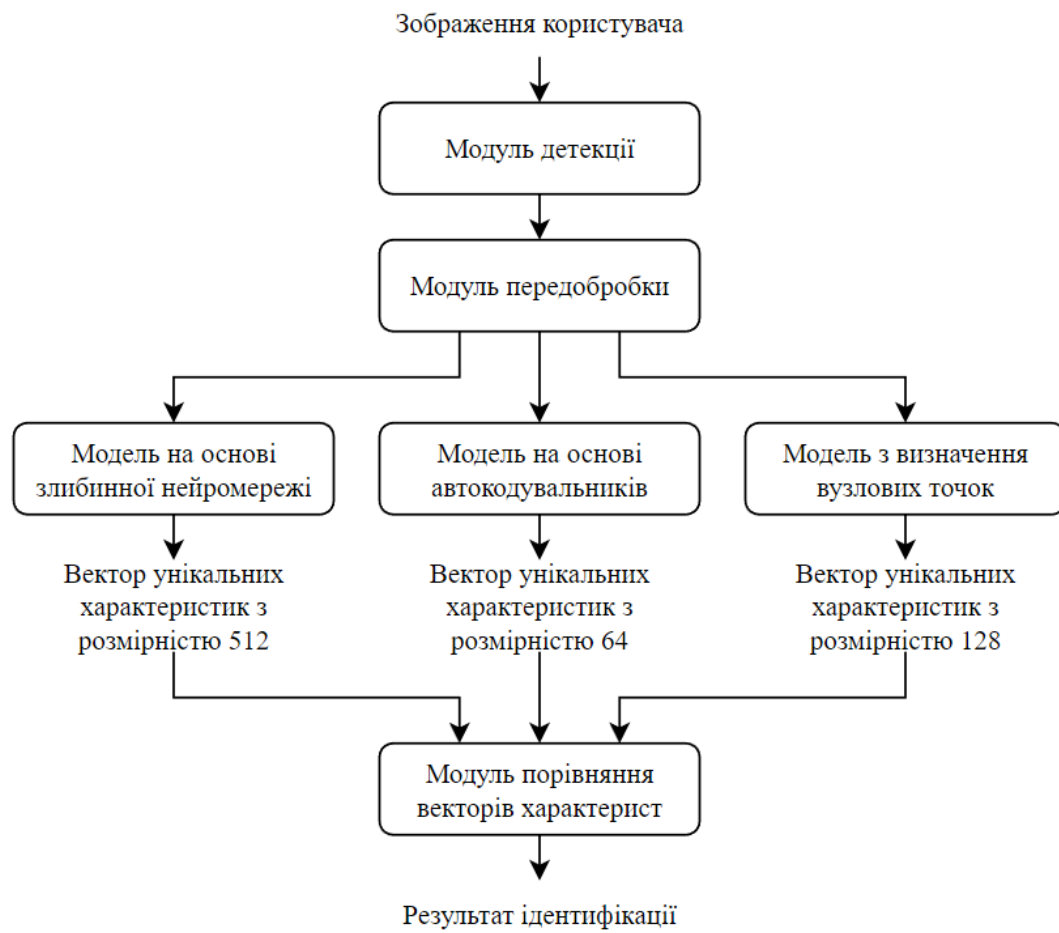 Зображення користувача
Модуль детекції
Модуль передобробки
Модель на основі
злибинної нейромережі
Модель на основі
автокодувальників
Модель з визначення
вузлових точок
Вектор унікальних
характеристик з
розмірністю 512
Вектор унікальних
характеристик з
розмірністю 64
Вектор унікальних
характеристик з
розмірністю 128
Модуль порівняння
векторів характерист
Результат ідентифікації